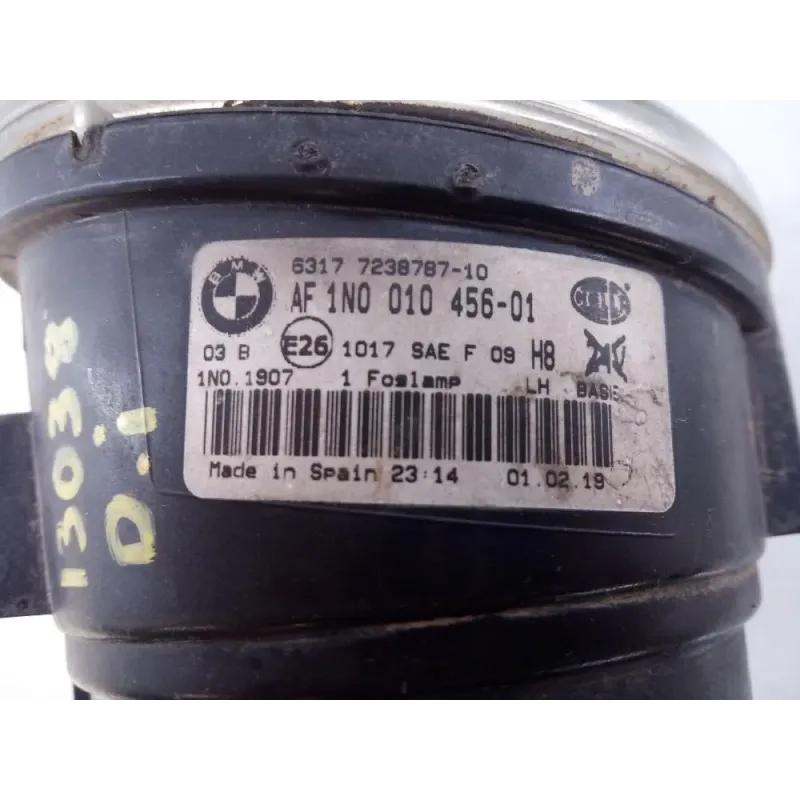 BMW
6317 7238787-10
AF 1N0 010 456-01
03 B E26 1017 SAE F 09 H8
1N0.1907 1 Foglamp LH BASE
Made in Spain 23:14 01.02.19
13038
D.i